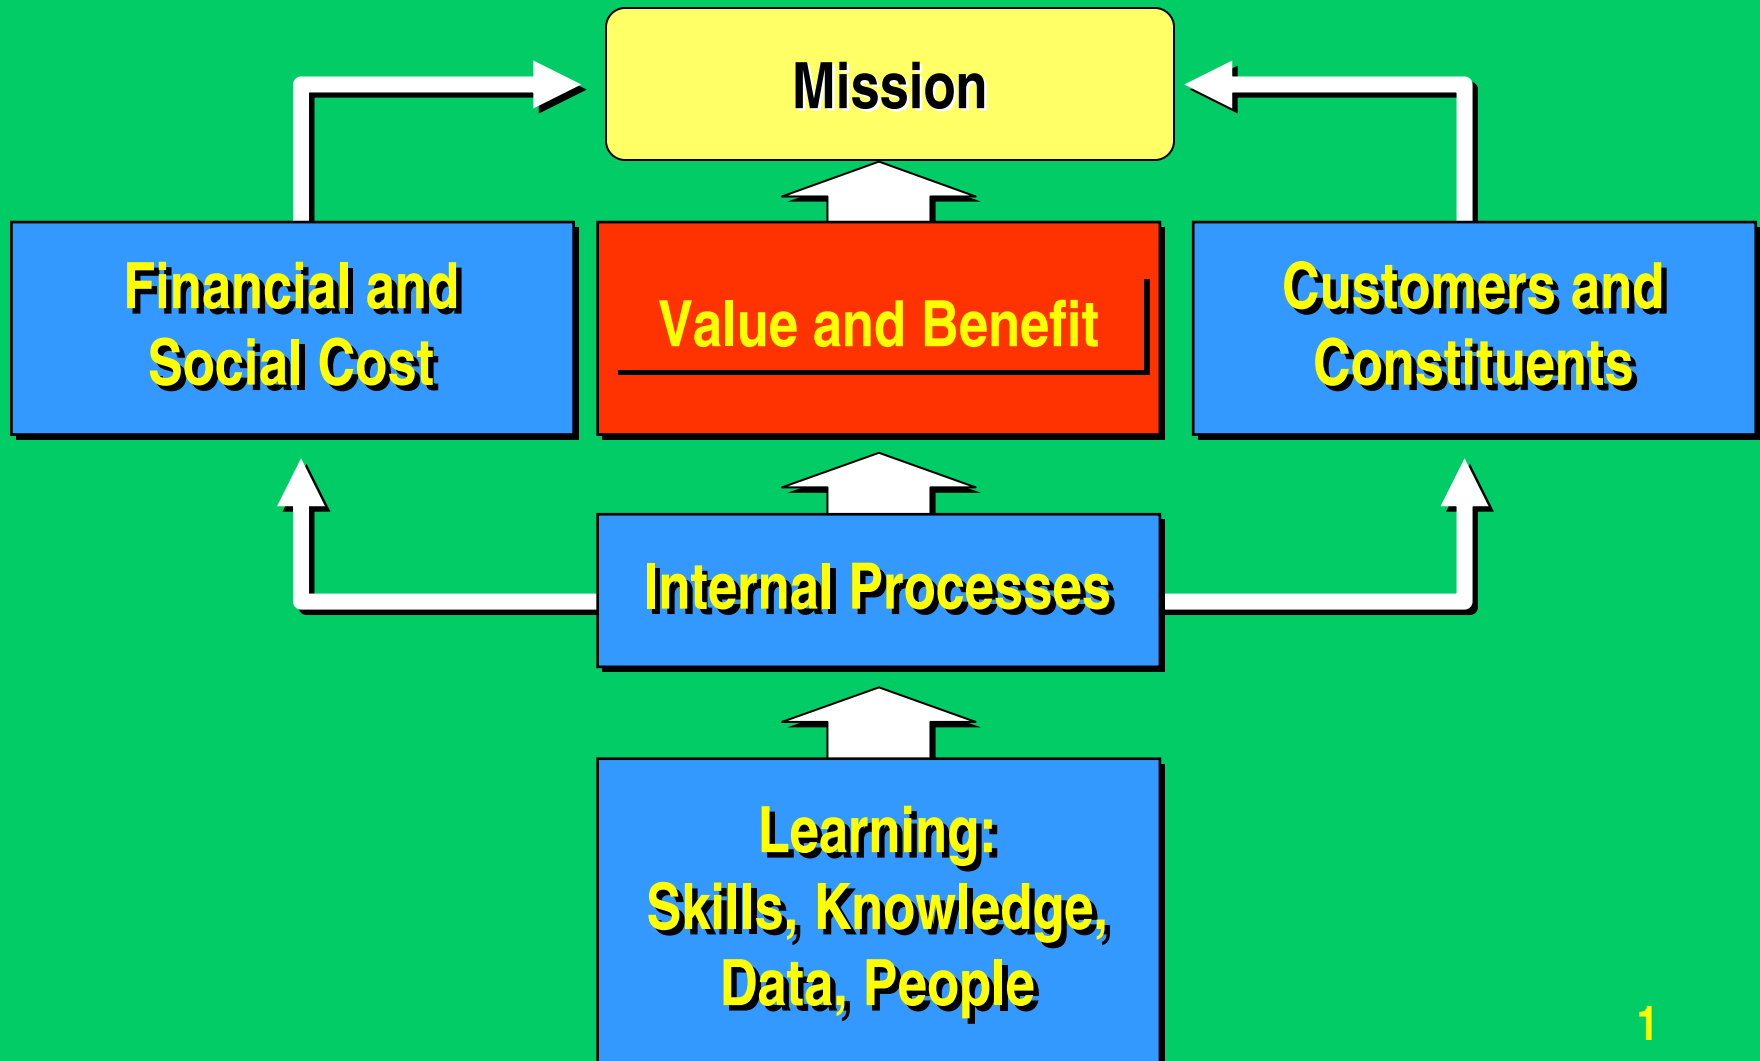 Mission
Financial and
Social Cost
Value and Benefit
Customers and
Constituents
Internal Processes
Learning:
Skills, Knowledge,
Data, People
1